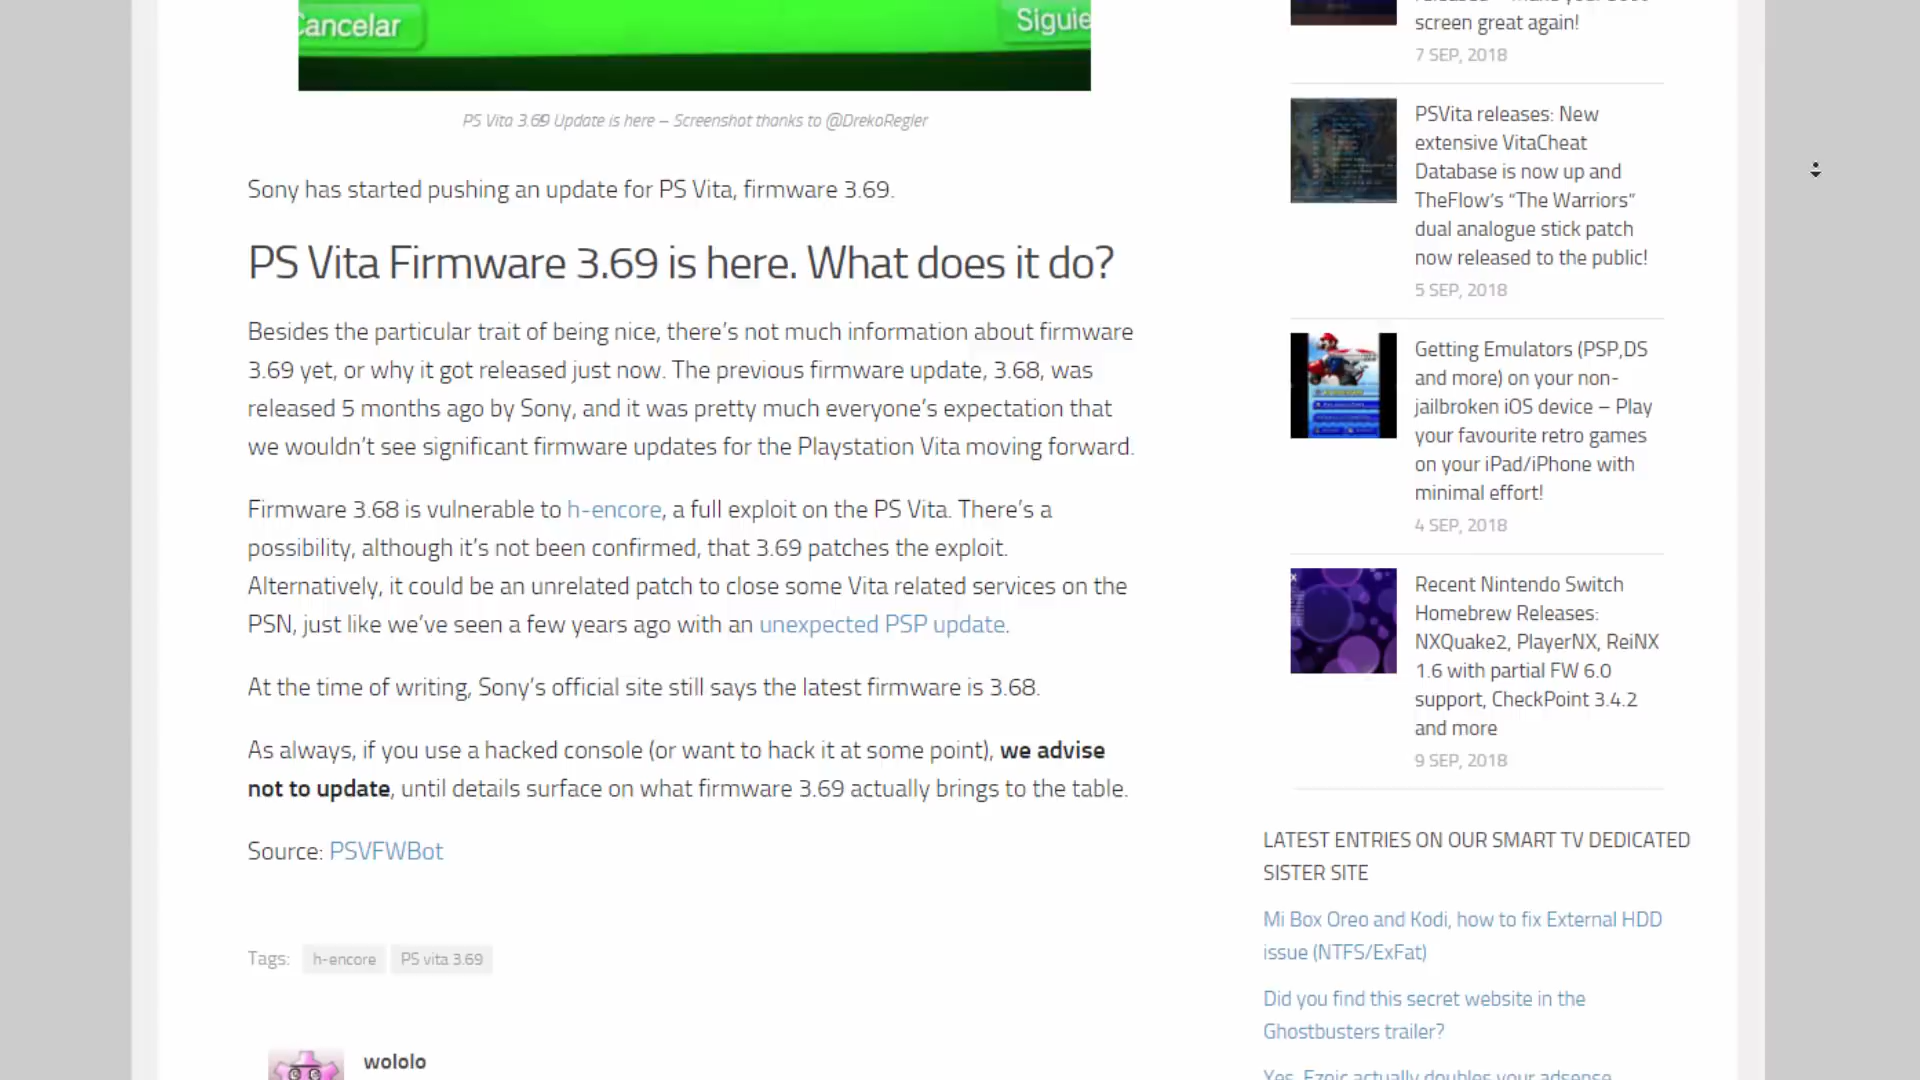 Cancelar
Siguie
PS Vita 3.69 Update is here – Screenshot thanks to @DrekoRegler
Sony has started pushing an update for PS Vita, firmware 3.69.
PS Vita Firmware 3.69 is here. What does it do?
Besides the particular trait of being nice, there's not much information about firmware
3.69 yet, or why it got released just now. The previous firmware update, 3.68, was
released 5 months ago by Sony, and it was pretty much everyone's expectation that
we wouldn't see significant firmware updates for the Playstation Vita moving forward.
Firmware 3.68 is vulnerable to h-encore, a full exploit on the PS Vita. There's a
possibility, although it's not been confirmed, that 3.69 patches the exploit.
Alternatively, it could be an unrelated patch to close some Vita related services on the
PSN, just like we've seen a few years ago with an unexpected PSP update.
At the time of writing, Sony's official site still says the latest firmware is 3.68.
As always, if you use a hacked console (or want to hack it at some point), we advise
not to update, until details surface on what firmware 3.69 actually brings to the table.
Source: PSVFWBot
Tags: h-encore PS vita 3.69
wololo
screen great again!
7 SEP, 2018
PSVita releases: New
extensive VitaCheat
Database is now up and
TheFlow's "The Warriors"
dual analogue stick patch
now released to the public!
5 SEP, 2018
Getting Emulators (PSP,DS
and more) on your non-
jailbroken iOS device – Play
your favourite retro games
on your iPad/iPhone with
minimal effort!
4 SEP, 2018
Recent Nintendo Switch
Homebrew Releases:
NXQuake2, PlayerNX, ReiNX
1.6 with partial FW 6.0
support, CheckPoint 3.4.2
and more
9 SEP, 2018
LATEST ENTRIES ON OUR SMART TV DEDICATED
SISTER SITE
Mi Box Oreo and Kodi, how to fix External HDD
issue (NTFS/ExFat)
Did you find this secret website in the
Ghostbusters trailer?
Yes, Ezoic actually doubles your adsense